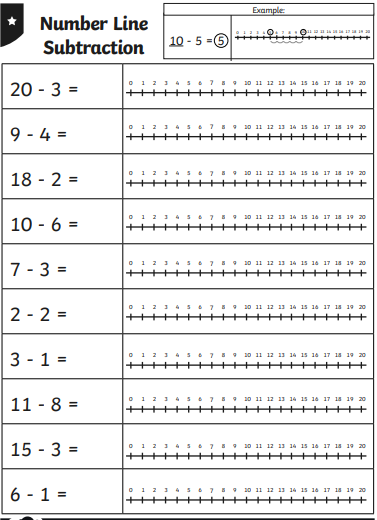 Number Line
Subtraction
Example:
10 - 5 = 5
0 1 2 3 4 5 6 7 8 9 10 11 12 13 14 15 16 17 18 19 20
20 - 3 =
0 1 2 3 4 5 6 7 8 9 10 11 12 13 14 15 16 17 18 19 20
9 - 4 =
0 1 2 3 4 5 6 7 8 9 10 11 12 13 14 15 16 17 18 19 20
18 - 2 =
0 1 2 3 4 5 6 7 8 9 10 11 12 13 14 15 16 17 18 19 20
10 - 6 =
0 1 2 3 4 5 6 7 8 9 10 11 12 13 14 15 16 17 18 19 20
7 - 3 =
0 1 2 3 4 5 6 7 8 9 10 11 12 13 14 15 16 17 18 19 20
2 - 2 =
0 1 2 3 4 5 6 7 8 9 10 11 12 13 14 15 16 17 18 19 20
3 - 1 =
0 1 2 3 4 5 6 7 8 9 10 11 12 13 14 15 16 17 18 19 20
11 - 8 =
0 1 2 3 4 5 6 7 8 9 10 11 12 13 14 15 16 17 18 19 20
15 - 3 =
0 1 2 3 4 5 6 7 8 9 10 11 12 13 14 15 16 17 18 19 20
6 - 1 =
0 1 2 3 4 5 6 7 8 9 10 11 12 13 14 15 16 17 18 19 20